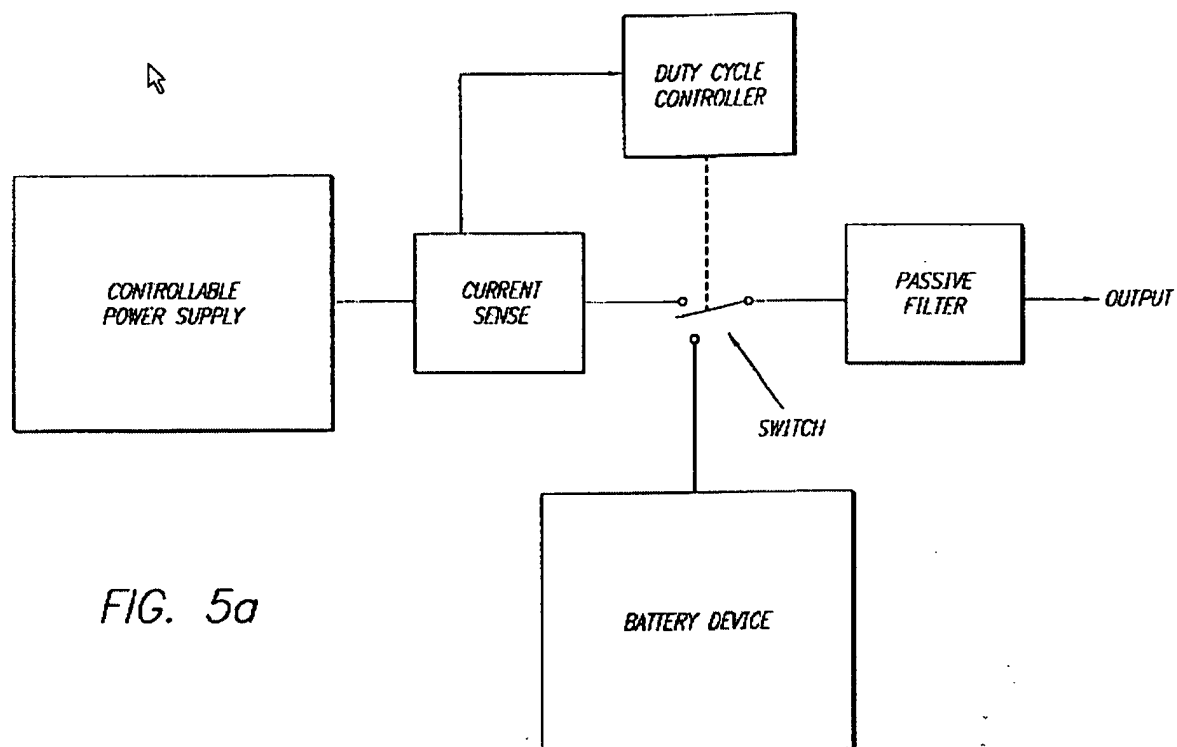 DUTY CYCLE
CONTROLLER
CONTROLLABLE
POWER SUPPLY
CURRENT
SENSE
PASSIVE
FILTER
OUTPUT
SWITCH
BATTERY DEVICE
FIG. 5a